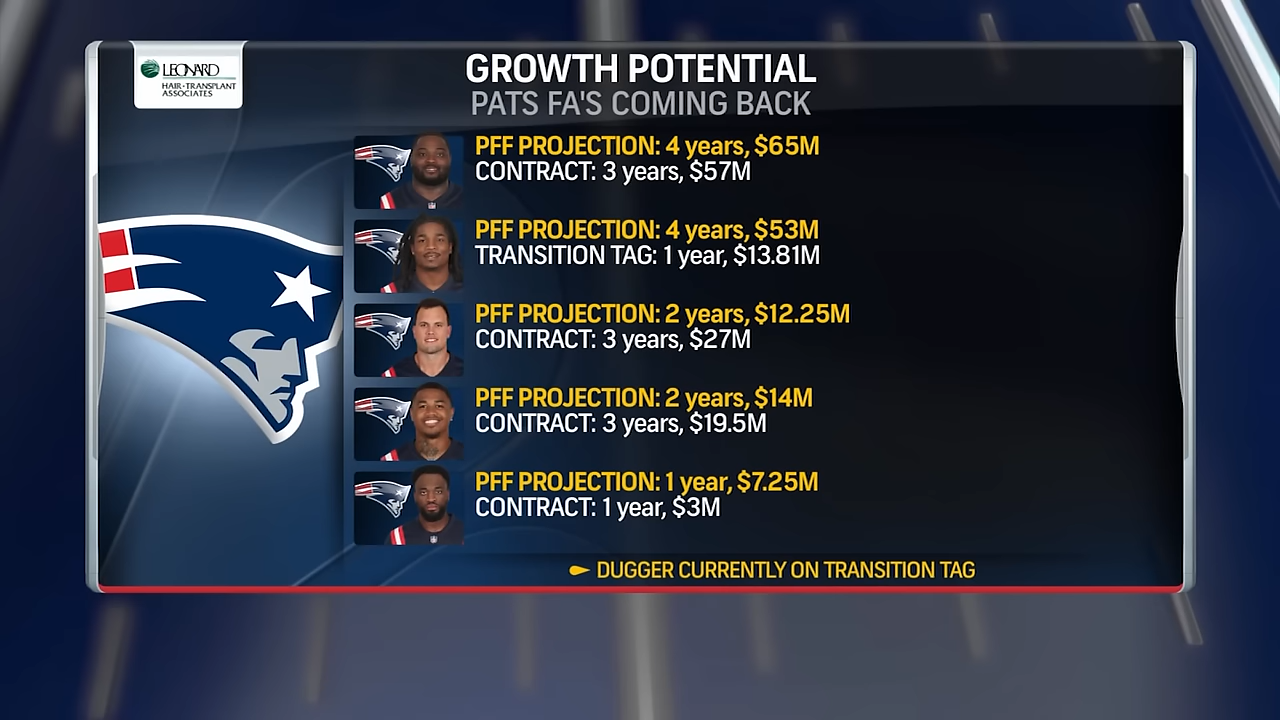 LEONARD
HAIR•TRANSPLANT
ASSOCIATES
GROWTH POTENTIAL
PATS FA'S COMING BACK
PFF PROJECTION: 4 years, $65M
CONTRACT: 3 years, $57M
PFF PROJECTION: 4 years, $53M
TRANSITION TAG: 1 year, $13.81M
PFF PROJECTION: 2 years, $12.25M
CONTRACT: 3 years, $27M
PFF PROJECTION: 2 years, $14M
CONTRACT: 3 years, $19.5M
PFF PROJECTION: 1 year, $7.25M
CONTRACT: 1 year, $3M
DUGGER CURRENTLY ON TRANSITION TAG